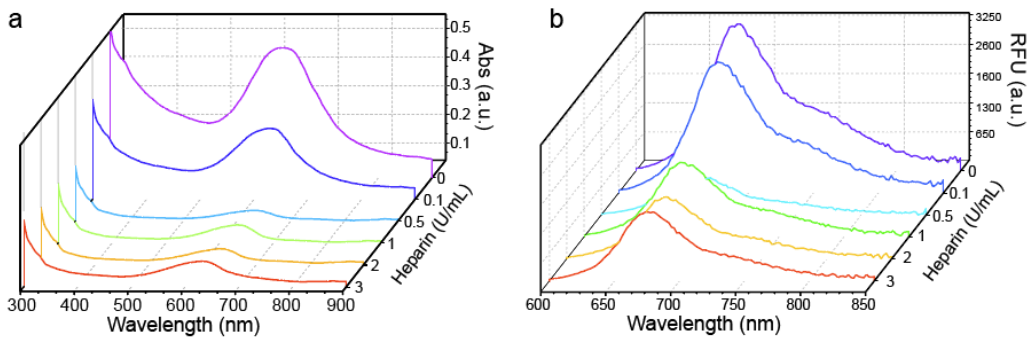 a
0.5
0.4
0.3
0.2
0.1
Abs (a.u.)
0
0.1
0.5
1
2
3
Heparin (U/mL)
300 400 500 600 700 800 900
Wavelength (nm)
b
3250
2600
1600
1300
650
RFU (a.u.)
0
0.1
0.5
1
2
3
Heparin (U/mL)
600 650 700 750 800 850
Wavelength (nm)